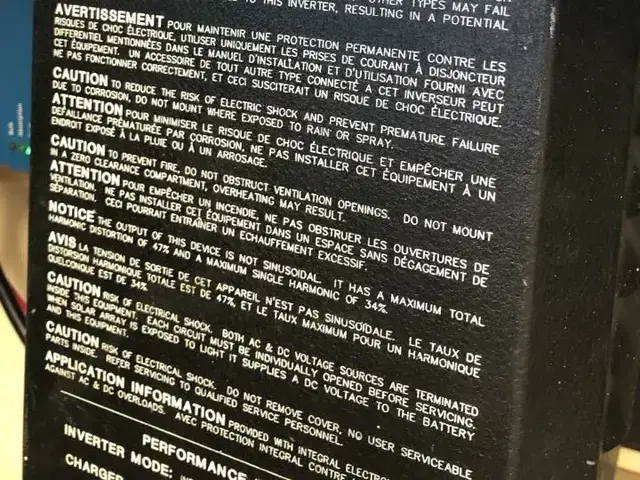 OTHER TYPES MAY FAIL
TO THIS INVERTER, RESULTING IN A POTENTIAL
AVERTISSEMENT POUR MAINTENIR UNE PROTECTION PERMANENTE CONTRE LES
RISQUES DE CHOC ÉLECTRIQUE, UTILISER UNIQUEMENT LES PRISES DE COURANT À DISJONCTEUR
DIFFERENTIEL MENTIONNÉES DANS LE MANUEL D'INSTALLATION ET D'UTILISATION FOURNI AVEC
CET ÉQUIPEMENT. UN ACCESSOIRE DE TOUT AUTRE TYPE CONNECTÉ A CET INVERSEUR PEUT
NE PAS FONCTIONNER CORRECTEMENT, ET CECI SUSCITERAIT UN RISQUE DE CHOC ÉLECTRIQUE.
CAUTION TO REDUCE THE RISK OF ELECTRIC SHOCK AND PREVENT PREMATURE FAILURE
DUE TO CORROSION, DO NOT MOUNT WHERE EXPOSED TO RAIN OR SPRAY.
ATTENTION POUR MINIMISER LE RISQUE DE CHOC ÉLECTRIQUE ET EMPÊCHER UNE
DÉFAILLANCE PRÉMATURÉE PAR CORROSION, NE PAS INSTALLER CET ÉQUIPEMENT À UN
ENDROIT EXPOSÉ À LA PLUIE OU À UN ARROSAGE.
CAUTION TO PREVENT FIRE, DO NOT OBSTRUCT VENTILATION OPENINGS. DO NOT MOUNT
IN A ZERO CLEARANCE COMPARTMENT, OVERHEATING MAY RESULT.
ATTENTION POUR EMPÊCHER UN INCENDIE, NE PAS OBSTRUER LES OUVERTURES DE
VENTILATION. NE PAS INSTALLER CET ÉQUIPEMENT DANS UN ESPACE SANS DÉGAGEMENT DE
SÉPARATION. CECI POURRAIT ENTRAÎNER UN ECHAUFFEMENT EXCESSIF.
NOTICE THE OUTPUT OF THIS DEVICE IS NOT SINUSOIDAL. IT HAS A MAXIMUM TOTAL
HARMONIC DISTORTION OF 47% AND A MAXIMUM SINGLE HARMONIC OF 34%.
AVIS LA TENSION DE SORTIE DE CET APPAREIL N'EST PAS SINUSOÏDALE. LE TAUX DE
DISTORSION HARMONIQUE TOTALE EST DE 47%, ET LE TAUX MAXIMUM POUR UN HARMONIQUE
QUELCONQUE EST DE 34%.
CAUTION RISK OF ELECTRICAL SHOCK. BOTH AC & DC VOLTAGE SOURCES ARE TERMINATED
INSIDE THIS EQUIPMENT. EACH CIRCUIT MUST BE INDIVIDUALLY OPENED BEFORE SERVICING.
WHEN SOLAR ARRAY IS EXPOSED TO LIGHT IT SUPPLIES A DC VOLTAGE TO THE BATTERY
AND THIS EQUIPMENT.
CAUTION RISK OF ELECTRICAL SHOCK. DO NOT REMOVE COVER, NO USER SERVICEABLE
PARTS INSIDE. REFER SERVICING TO QUALIFIED SERVICE PERSONNEL.
APPLICATION INFORMATION PROVIDED WITH INTEGRAL ELECTRO
AGAINST AC & DC OVERLOADS. AVEC PROTECTION INTEGRAL CONTRE
PERFORMANCE
INVERTER MODE:
CHARGER